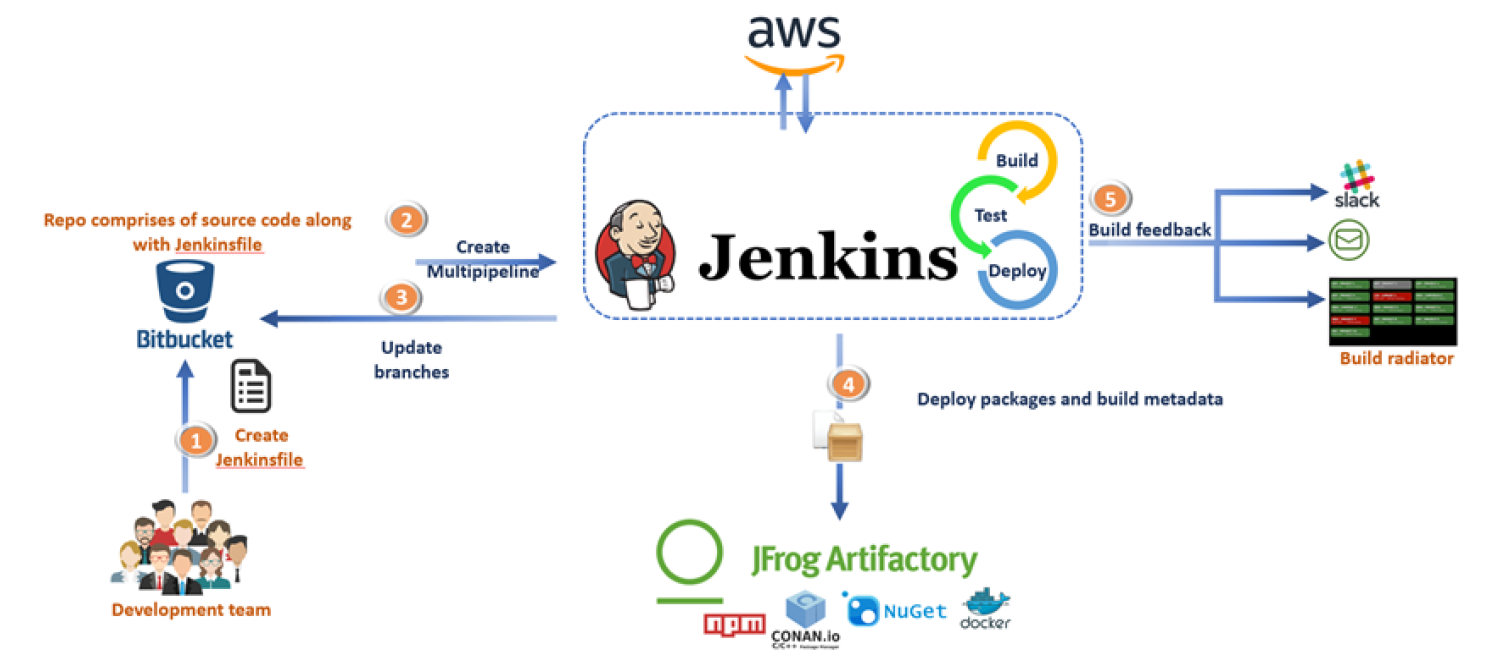 aws
Build
Test
Deploy
Jenkins
Repo comprises of source code along
with Jenkinsfile
2
Create
Multipipeline
3
Update
branches
Bitbucket
1
Create
Jenkinsfile
Development team
4
Deploy packages and build metadata
JFrog Artifactory
npm
C
CONAN.io
C/C++ Package Manager
NuGet
docker
5
Build feedback
slack
Build radiator